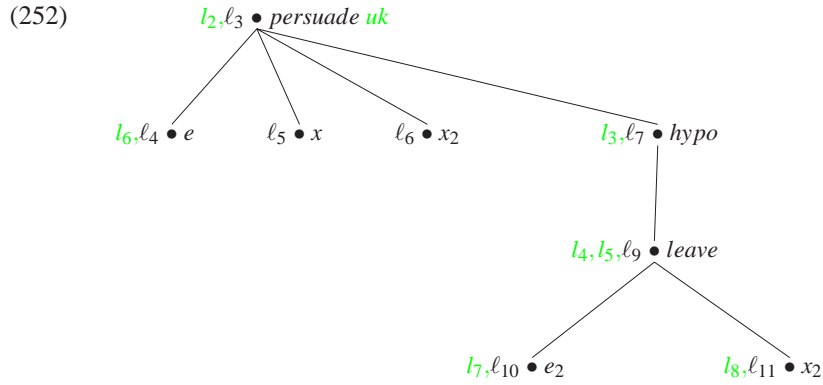 (252) l₂,ℓ₃ • persuade uk
l₆,ℓ₄ • e ℓ₅ • x ℓ₆ • x₂ l₃,ℓ₇ • hypo
l₄, l₅,ℓ₉ • leave
l₇,ℓ₁₀ • e₂ l₈,ℓ₁₁ • x₂